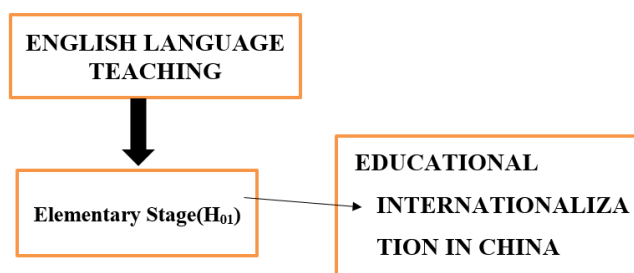 ENGLISH LANGUAGE
TEACHING
Elementary Stage(H₀₁)
EDUCATIONAL
INTERNATIONALIZA
TION IN CHINA